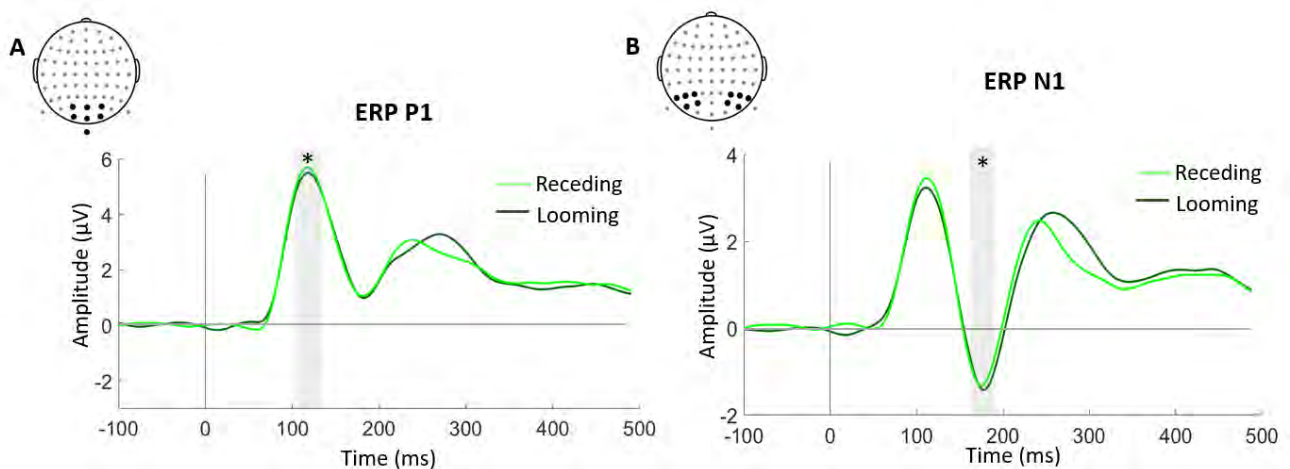 A
ERP P1
6
4
2
0
-2
Amplitude (µV)
*
Receding
Looming
-100 0 100 200 300 400 500
Time (ms)
B
ERP N1
4
2
0
-2
Amplitude (µV)
*
Receding
Looming
-100 0 100 200 300 400 500
Time (ms)